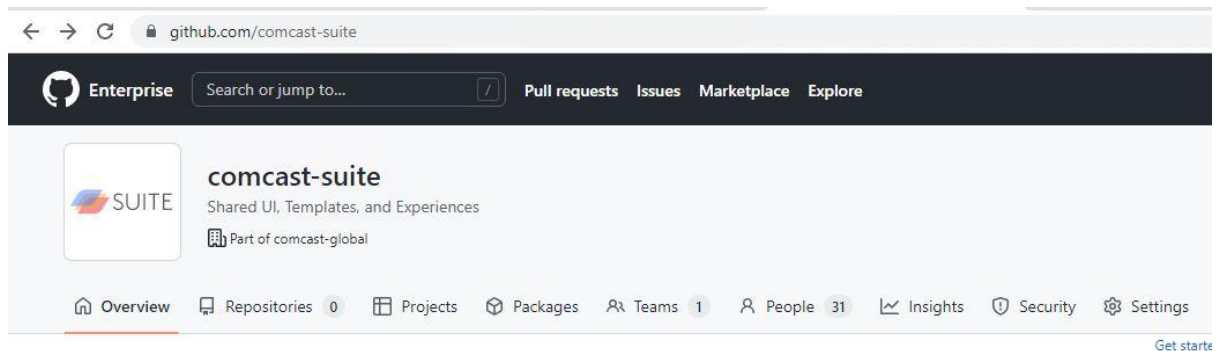 github.com/comcast-suite
Enterprise Search or jump to... / Pull requests Issues Marketplace Explore
SUITE
comcast-suite
Shared UI, Templates, and Experiences
Part of comcast-global
Overview Repositories 0 Projects Packages Teams 1 People 31 Insights Security Settings
Get starte